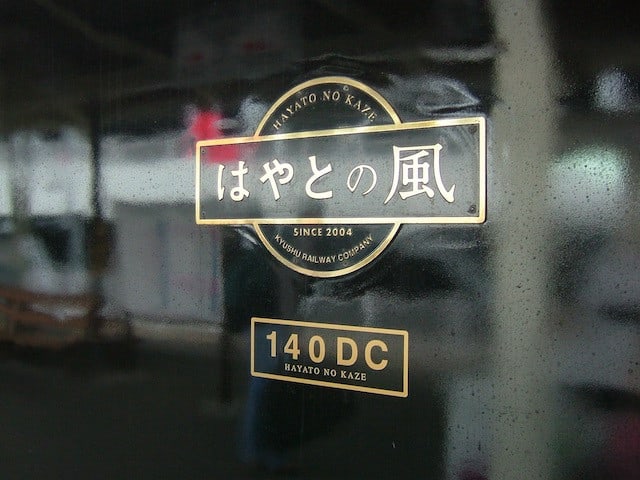 HAYATO NO KAZE
はやとの風
SINCE 2004
KYUSHU RAILWAY COMPANY
140DC
HAYATO NO KAZE